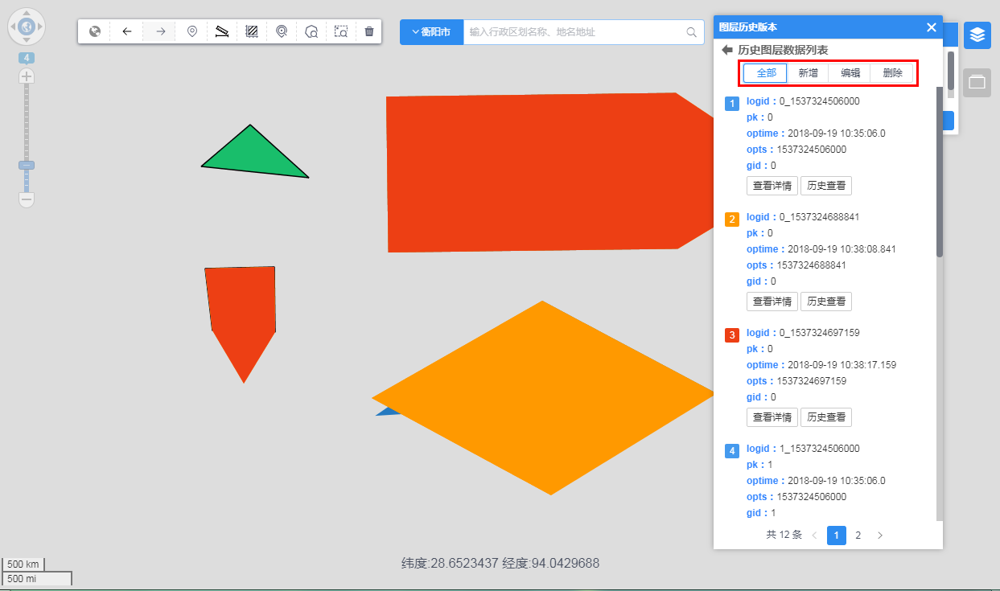 4
衡阳市
输入行政区划名称、地名地址
图层历史版本
历史图层数据列表
全部 新增 编辑 删除
1
logid：0_1537324506000
pk：0
optime：2018-09-19 10:35:06.0
opts：1537324506000
gid：0
查看详情 历史查看
2
logid：0_1537324688841
pk：0
optime：2018-09-19 10:38:08.841
opts：1537324688841
gid：0
查看详情 历史查看
3
logid：0_1537324697159
pk：0
optime：2018-09-19 10:38:17.159
opts：1537324697159
gid：0
查看详情 历史查看
4
logid：1_1537324506000
pk：1
optime：2018-09-19 10:35:06.0
opts：1537324506000
gid：1
共 12 条 1 2
500 km
500 mi
纬度:28.6523437 经度:94.0429688